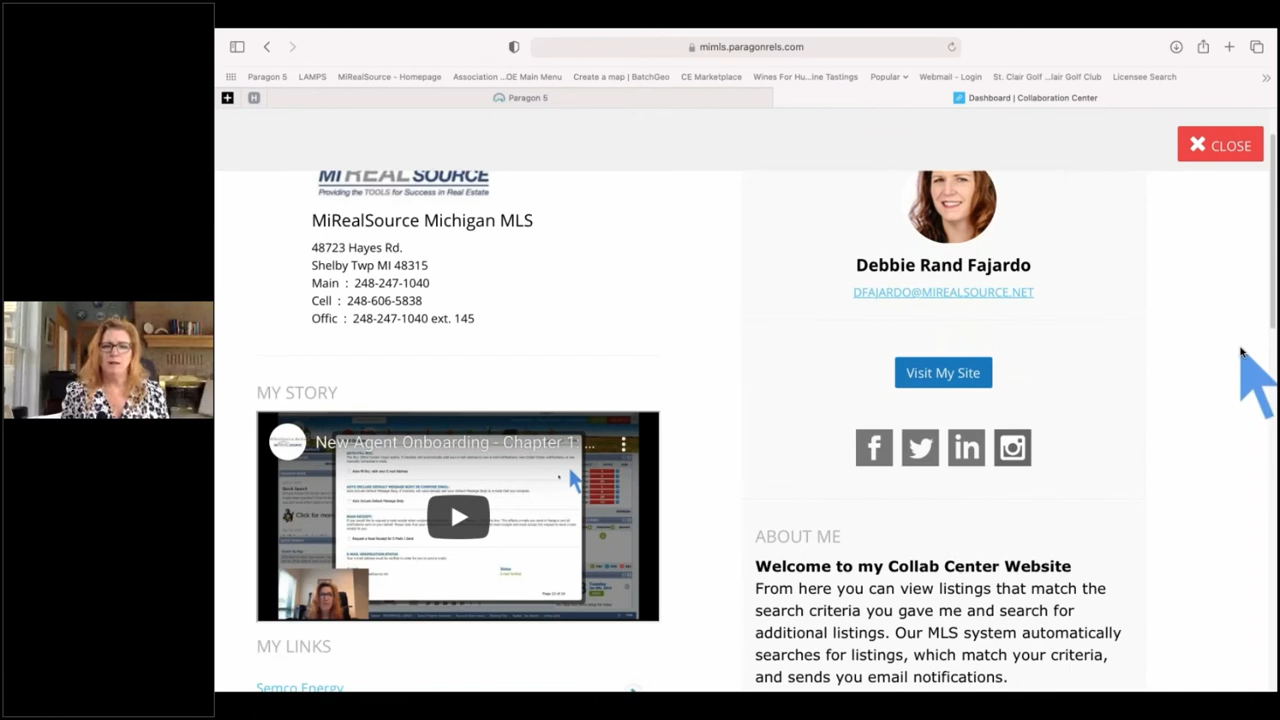 mimls.paragonrels.com
Paragon 5
LAMPS
MiRealSource - Homepage
Association ...OE Main Menu
Create a map | BatchGeo
CE Marketplace
Wines For Hu...ine Tastings
Popular
Webmail - Login
St. Clair Golf ...lair Golf Club
Licensee Search
H
Paragon 5
Dashboard | Collaboration Center
CLOSE
MI REAL SOURCE
Providing the TOOLS for Success in Real Estate
MiRealSource Michigan MLS
48723 Hayes Rd.
Shelby Twp MI 48315
Main : 248-247-1040
Cell : 248-606-5838
Offic : 248-247-1040 ext. 145
MY STORY
New Agent Onboarding - Chapter 1: ...
MY LINKS
Semco Energy
Debbie Rand Fajardo
DFAJARDO@MIREALSOURCE.NET
Visit My Site
ABOUT ME
Welcome to my Collab Center Website
From here you can view listings that match the
search criteria you gave me and search for
additional listings. Our MLS system automatically
searches for listings, which match your criteria,
and sends you email notifications.